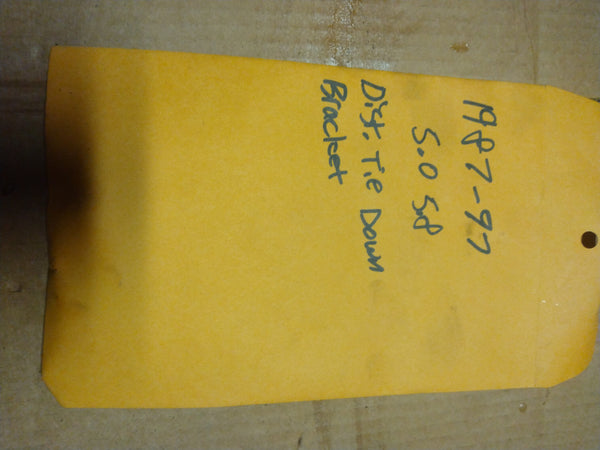 1987-97
5.0 5.8
Dist. Tie Down
Bracket